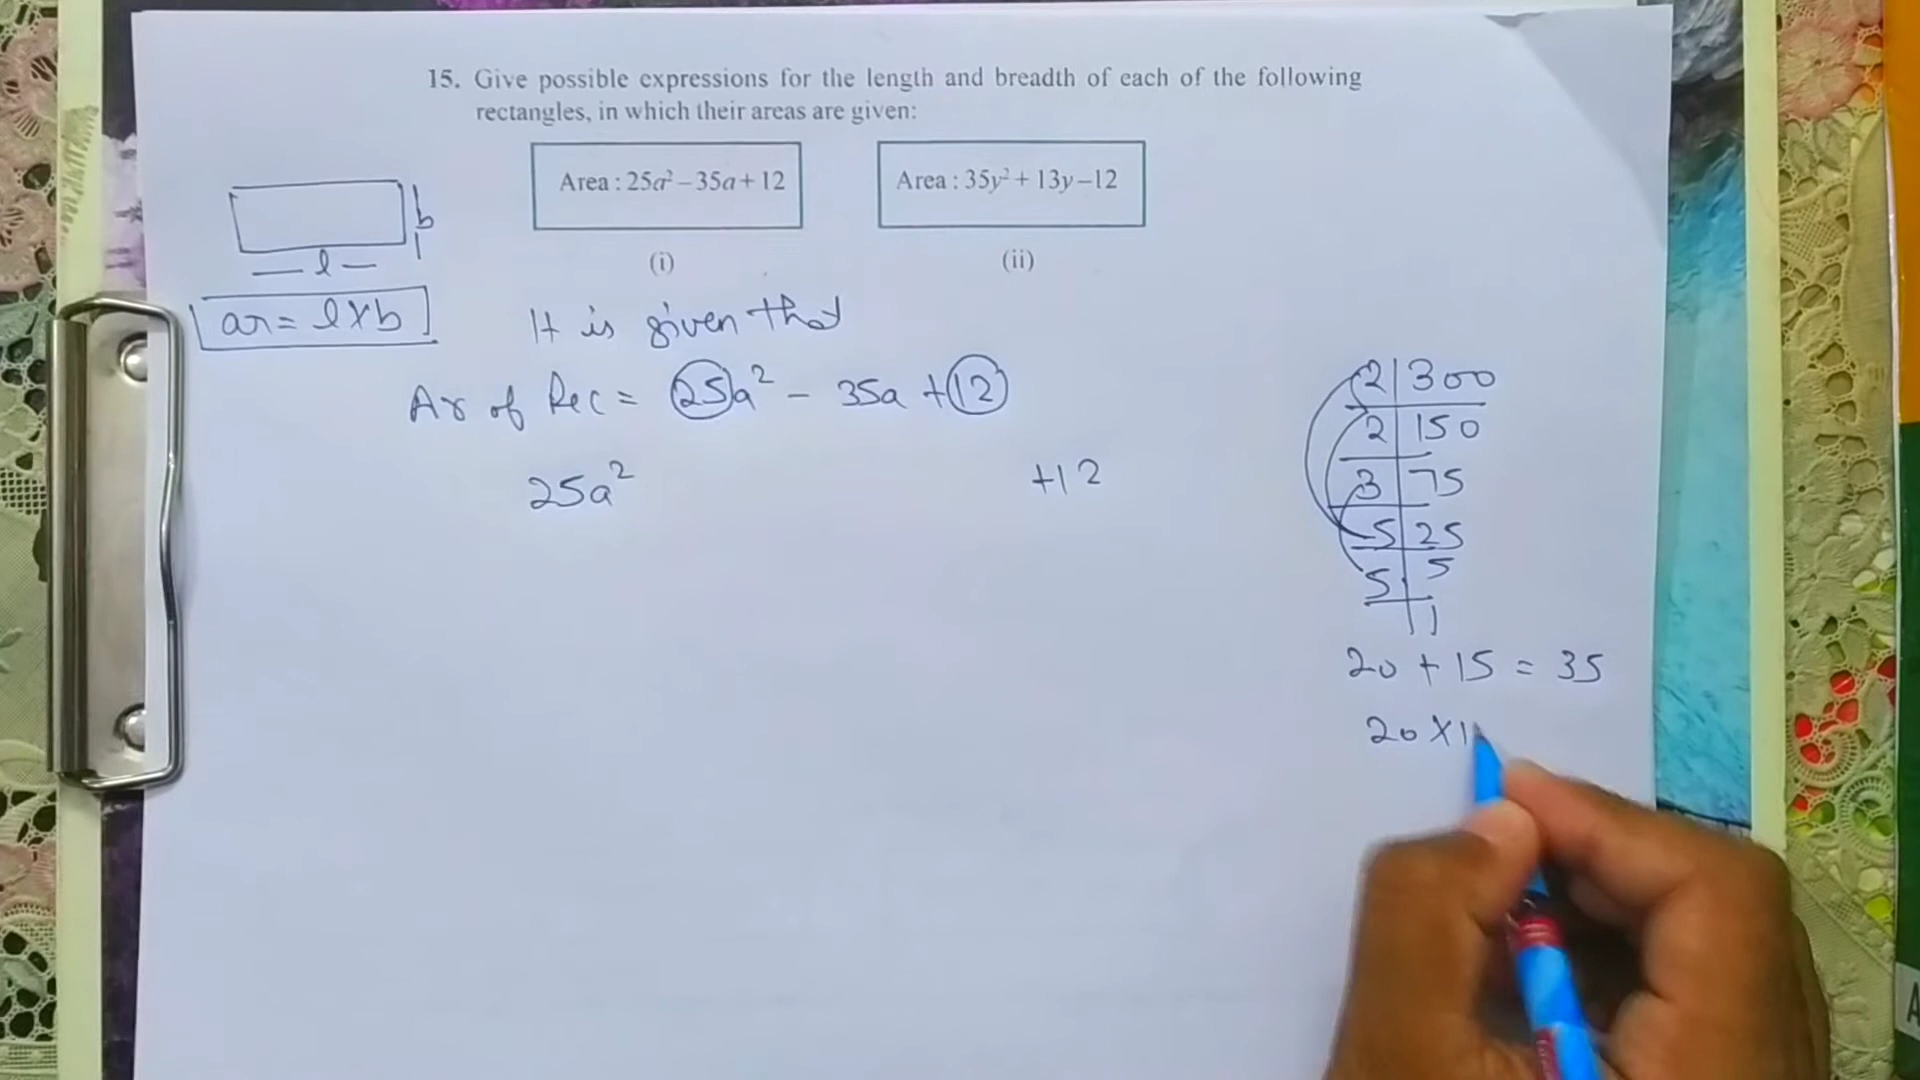 15. Give possible expressions for the length and breadth of each of the following
rectangles, in which their areas are given:
Area : 25a² – 35a + 12
Area : 35y² + 13y – 12
(i)
(ii)
b
l
ar = l×b
It is given that
Ar of Rec = 25a² - 35a + 12
25a² +12
2 | 300
2 | 150
3 | 75
5 | 25
5 | 5
1
20 + 15 = 35
20 × 1
A